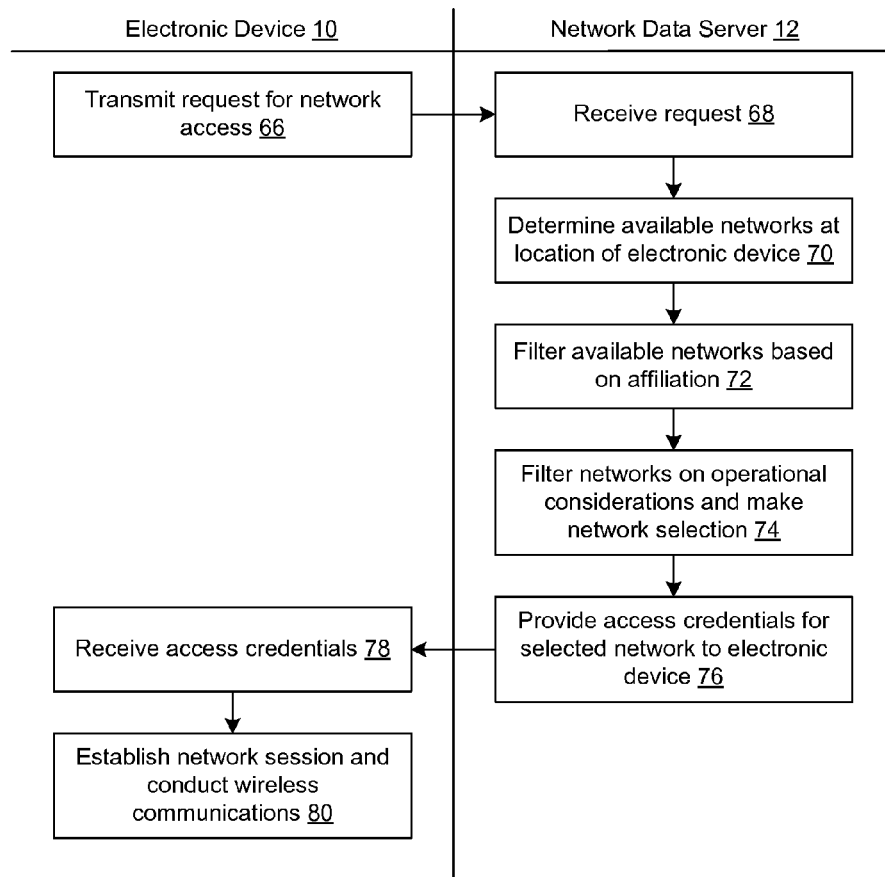 Electronic Device 10
Network Data Server 12
Transmit request for network
access 66
Receive request 68
Determine available networks at
location of electronic device 70
Filter available networks based
on affiliation 72
Filter networks on operational
considerations and make
network selection 74
Provide access credentials for
selected network to electronic
device 76
Receive access credentials 78
Establish network session and
conduct wireless
communications 80